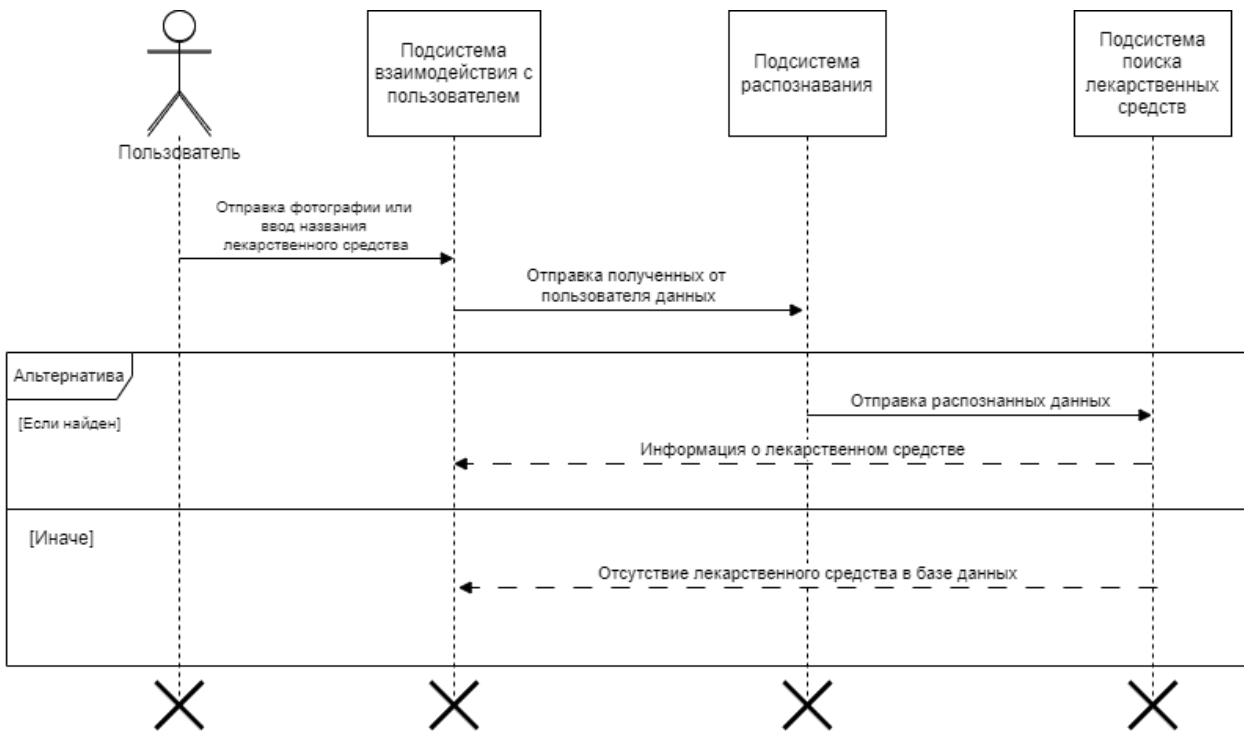 Пользователь
Подсистема
взаимодействия с
пользователем
Подсистема
распознавания
Подсистема
поиска
лекарственных
средств
Отправка фотографии или
ввод названия
лекарственного средства
Отправка полученных от
пользователя данных
Альтернатива
[Если найден]
Отправка распознанных данных
Информация о лекарственном средстве
[Иначе]
Отсутствие лекарственного средства в базе данных